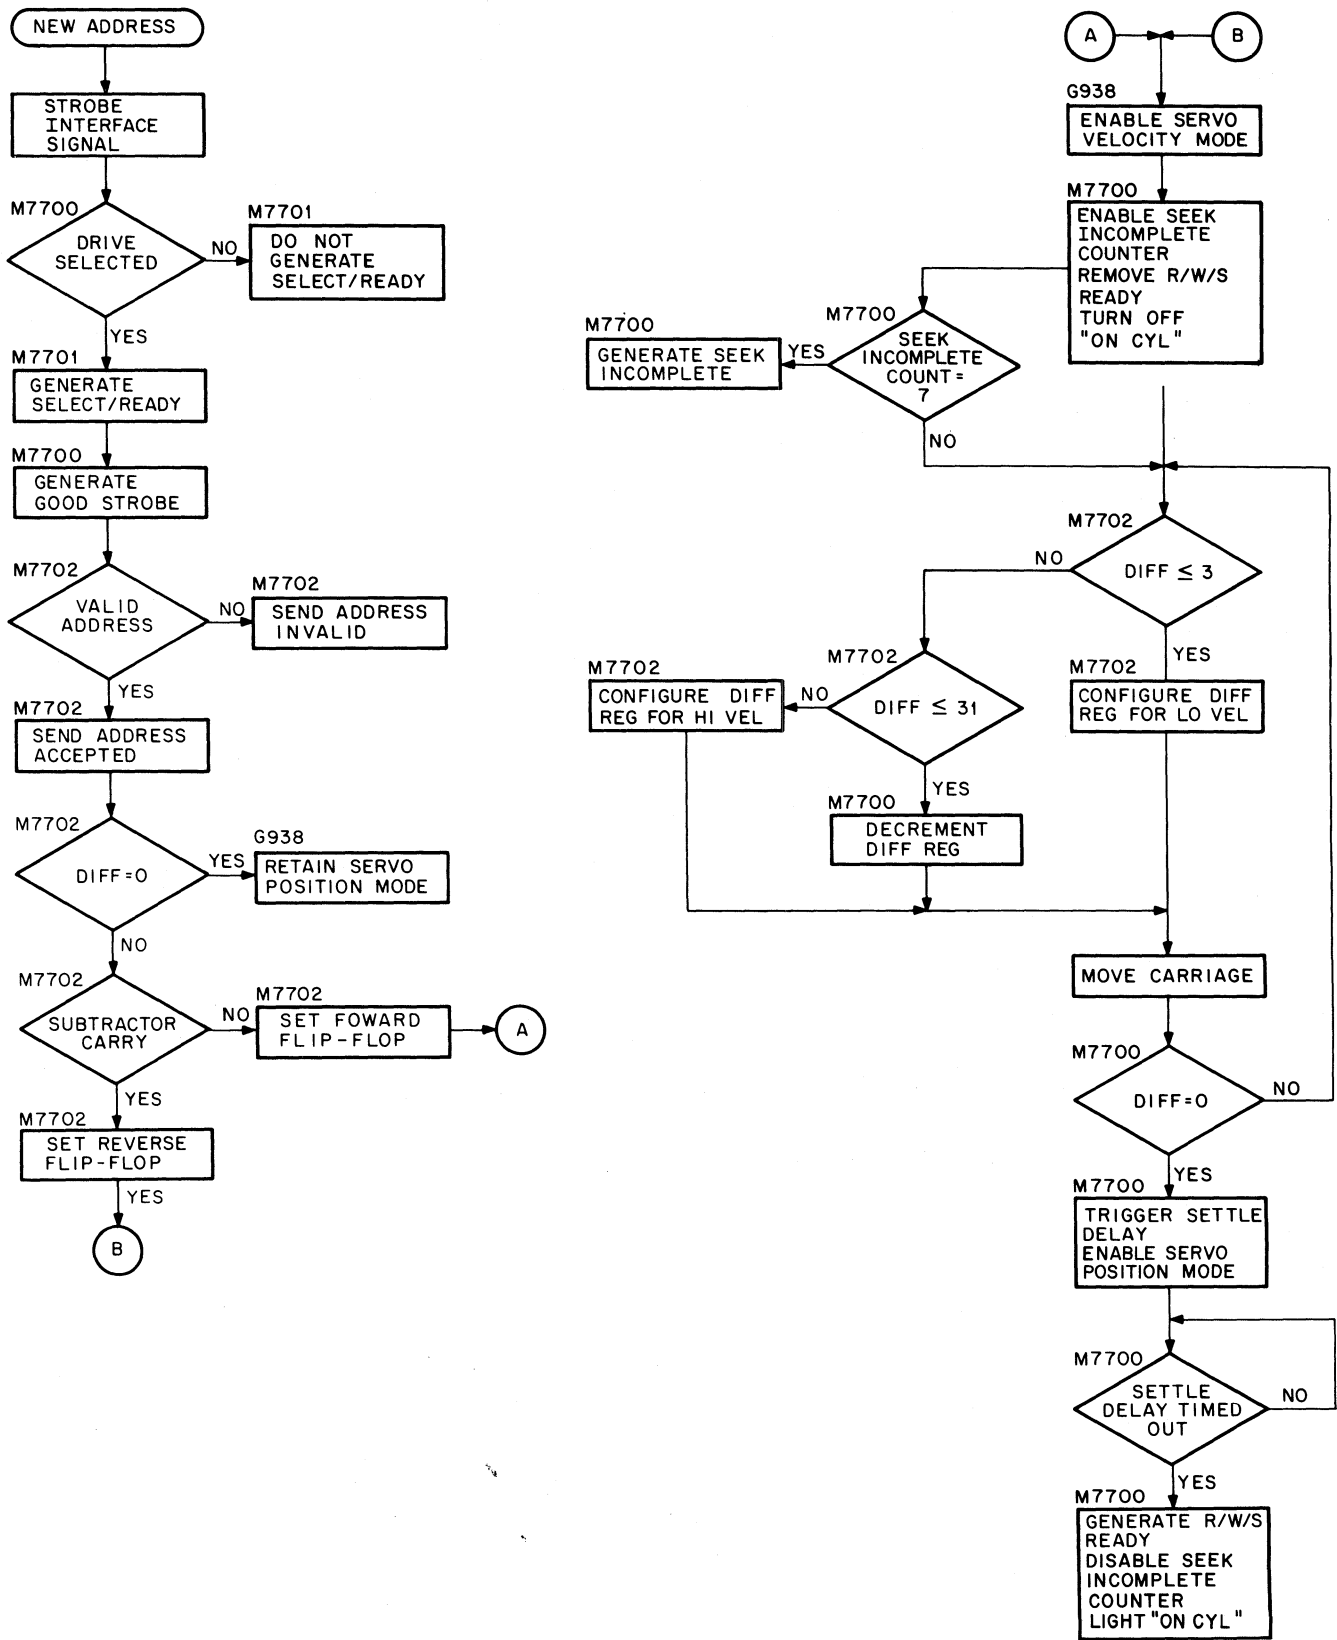 NEW ADDRESS
STROBE
INTERFACE
SIGNAL
M7700
DRIVE
SELECTED
NO
M7701
DO NOT
GENERATE
SELECT/READY
YES
M7701
GENERATE
SELECT/READY
M7700
GENERATE
GOOD STROBE
M7702
VALID
ADDRESS
NO
M7702
SEND ADDRESS
INVALID
YES
M7702
SEND ADDRESS
ACCEPTED
M7702
DIFF=0
YES
G938
RETAIN SERVO
POSITION MODE
NO
M7702
SUBTRACTOR
CARRY
NO
M7702
SET FOWARD
FLIP-FLOP
A
YES
M7702
SET REVERSE
FLIP-FLOP
YES
B
A
B
G938
ENABLE SERVO
VELOCITY MODE
M7700
ENABLE SEEK
INCOMPLETE
COUNTER
REMOVE R/W/S
READY
TURN OFF
"ON CYL"
M7700
SEEK
INCOMPLETE
COUNT=
7
YES
M7700
GENERATE SEEK
INCOMPLETE
NO
M7702
DIFF ≤ 3
NO
YES
M7702
CONFIGURE DIFF
REG FOR LO VEL
M7702
DIFF ≤ 31
NO
M7702
CONFIGURE DIFF
REG FOR HI VEL
YES
M7700
DECREMENT
DIFF REG
MOVE CARRIAGE
M7700
DIFF=0
NO
YES
M7700
TRIGGER SETTLE
DELAY
ENABLE SERVO
POSITION MODE
M7700
SETTLE
DELAY TIMED
OUT
NO
YES
M7700
GENERATE R/W/S
READY
DISABLE SEEK
INCOMPLETE
COUNTER
LIGHT "ON CYL"